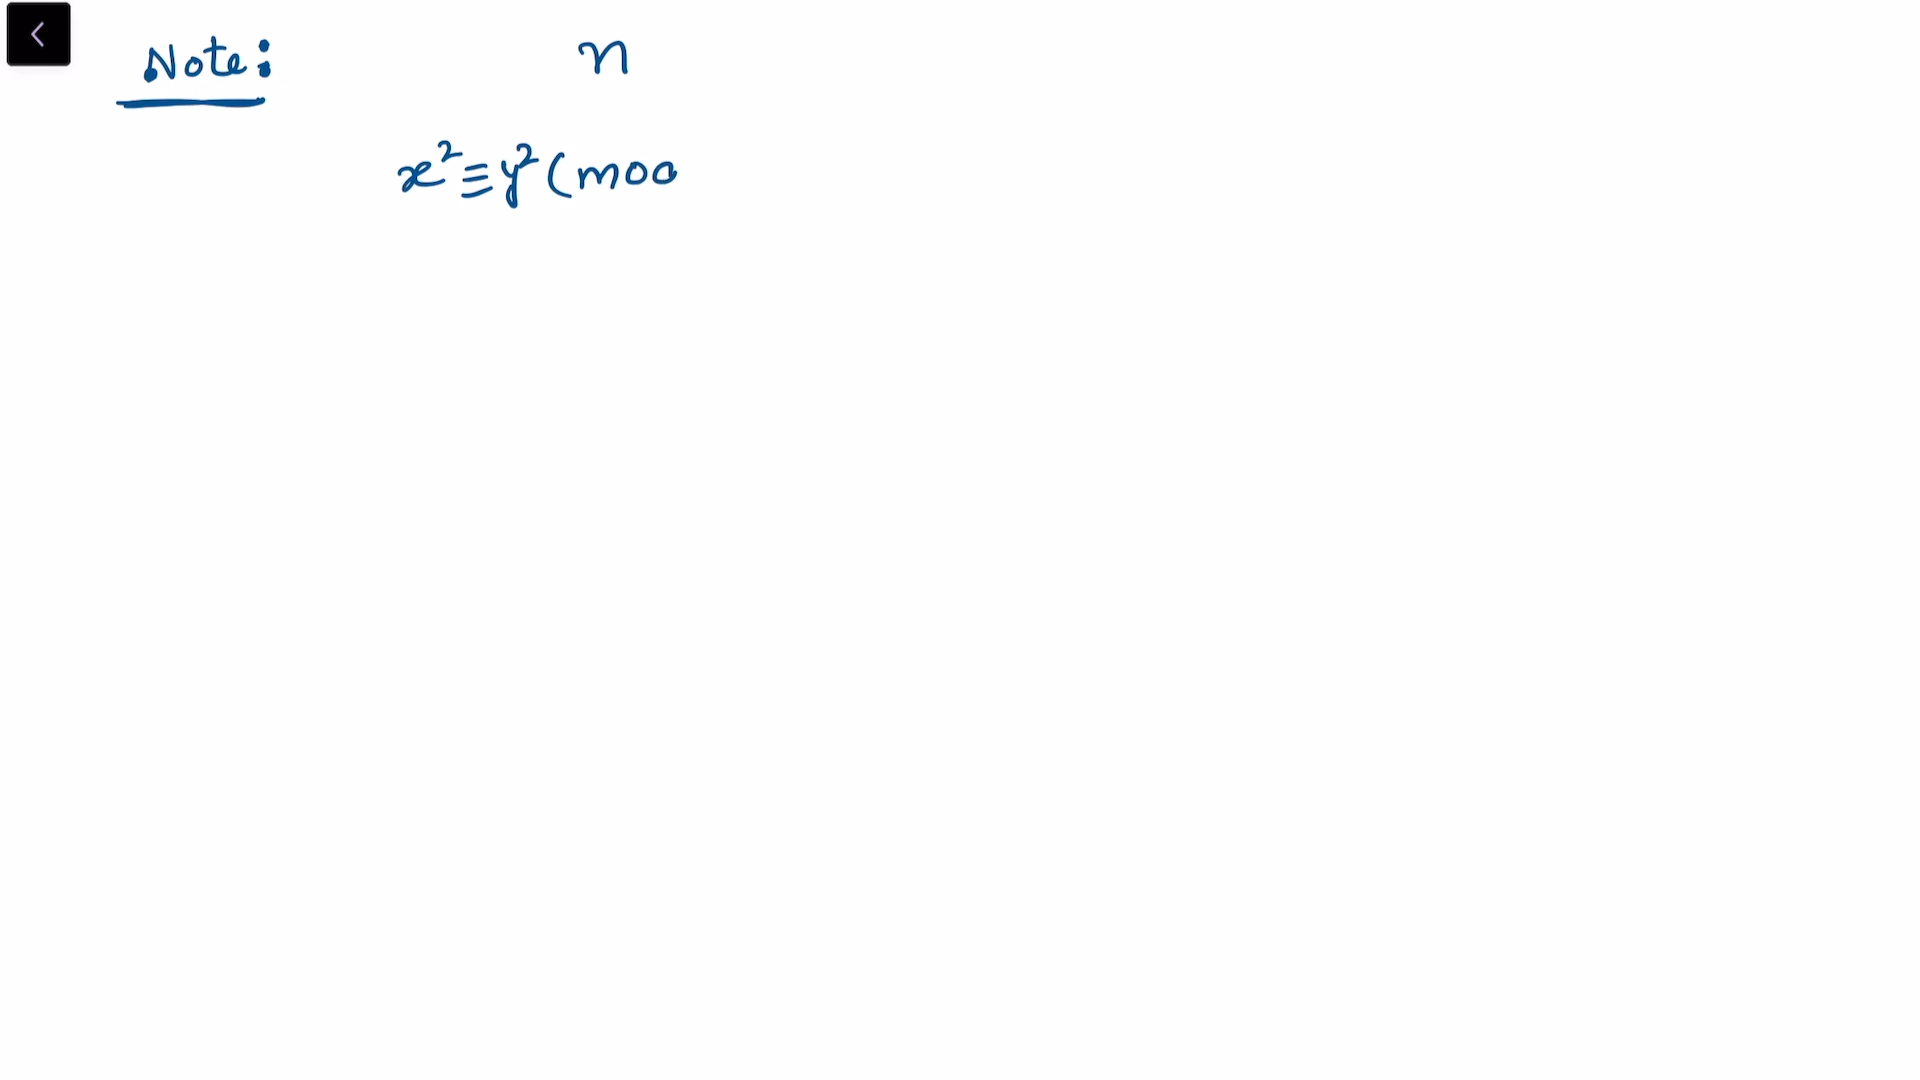 Note: n
x² ≡ y² (moo